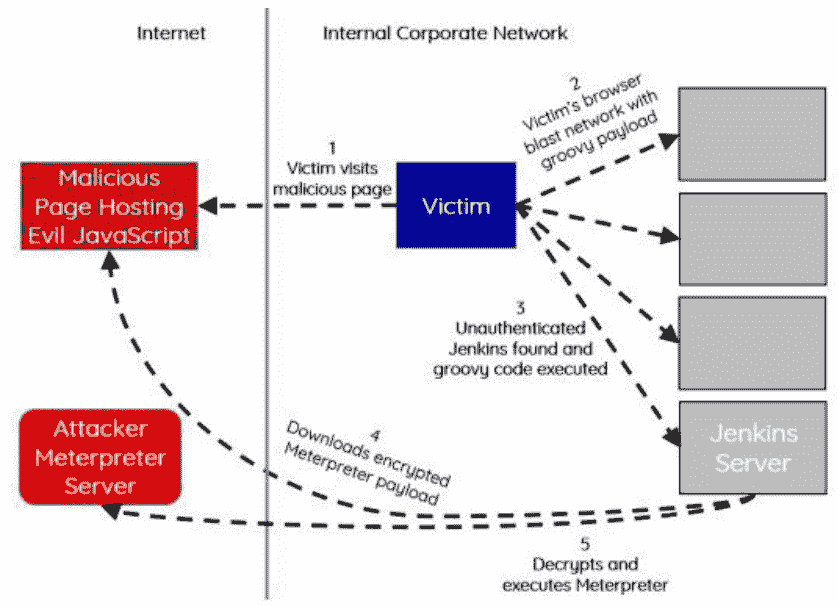 Internet
Internal Corporate Network
1
Victim visits
malicious page
2
Victim's browser
blast network with
groovy payload
Malicious
Page Hosting
Evil JavaScript
Victim
3
Unauthenticated
Jenkins found and
groovy code executed
Attacker
Meterpreter
Server
4
Downloads encrypted
Meterpreter payload
Jenkins
Server
5
Decrypts and
executes Meterpreter